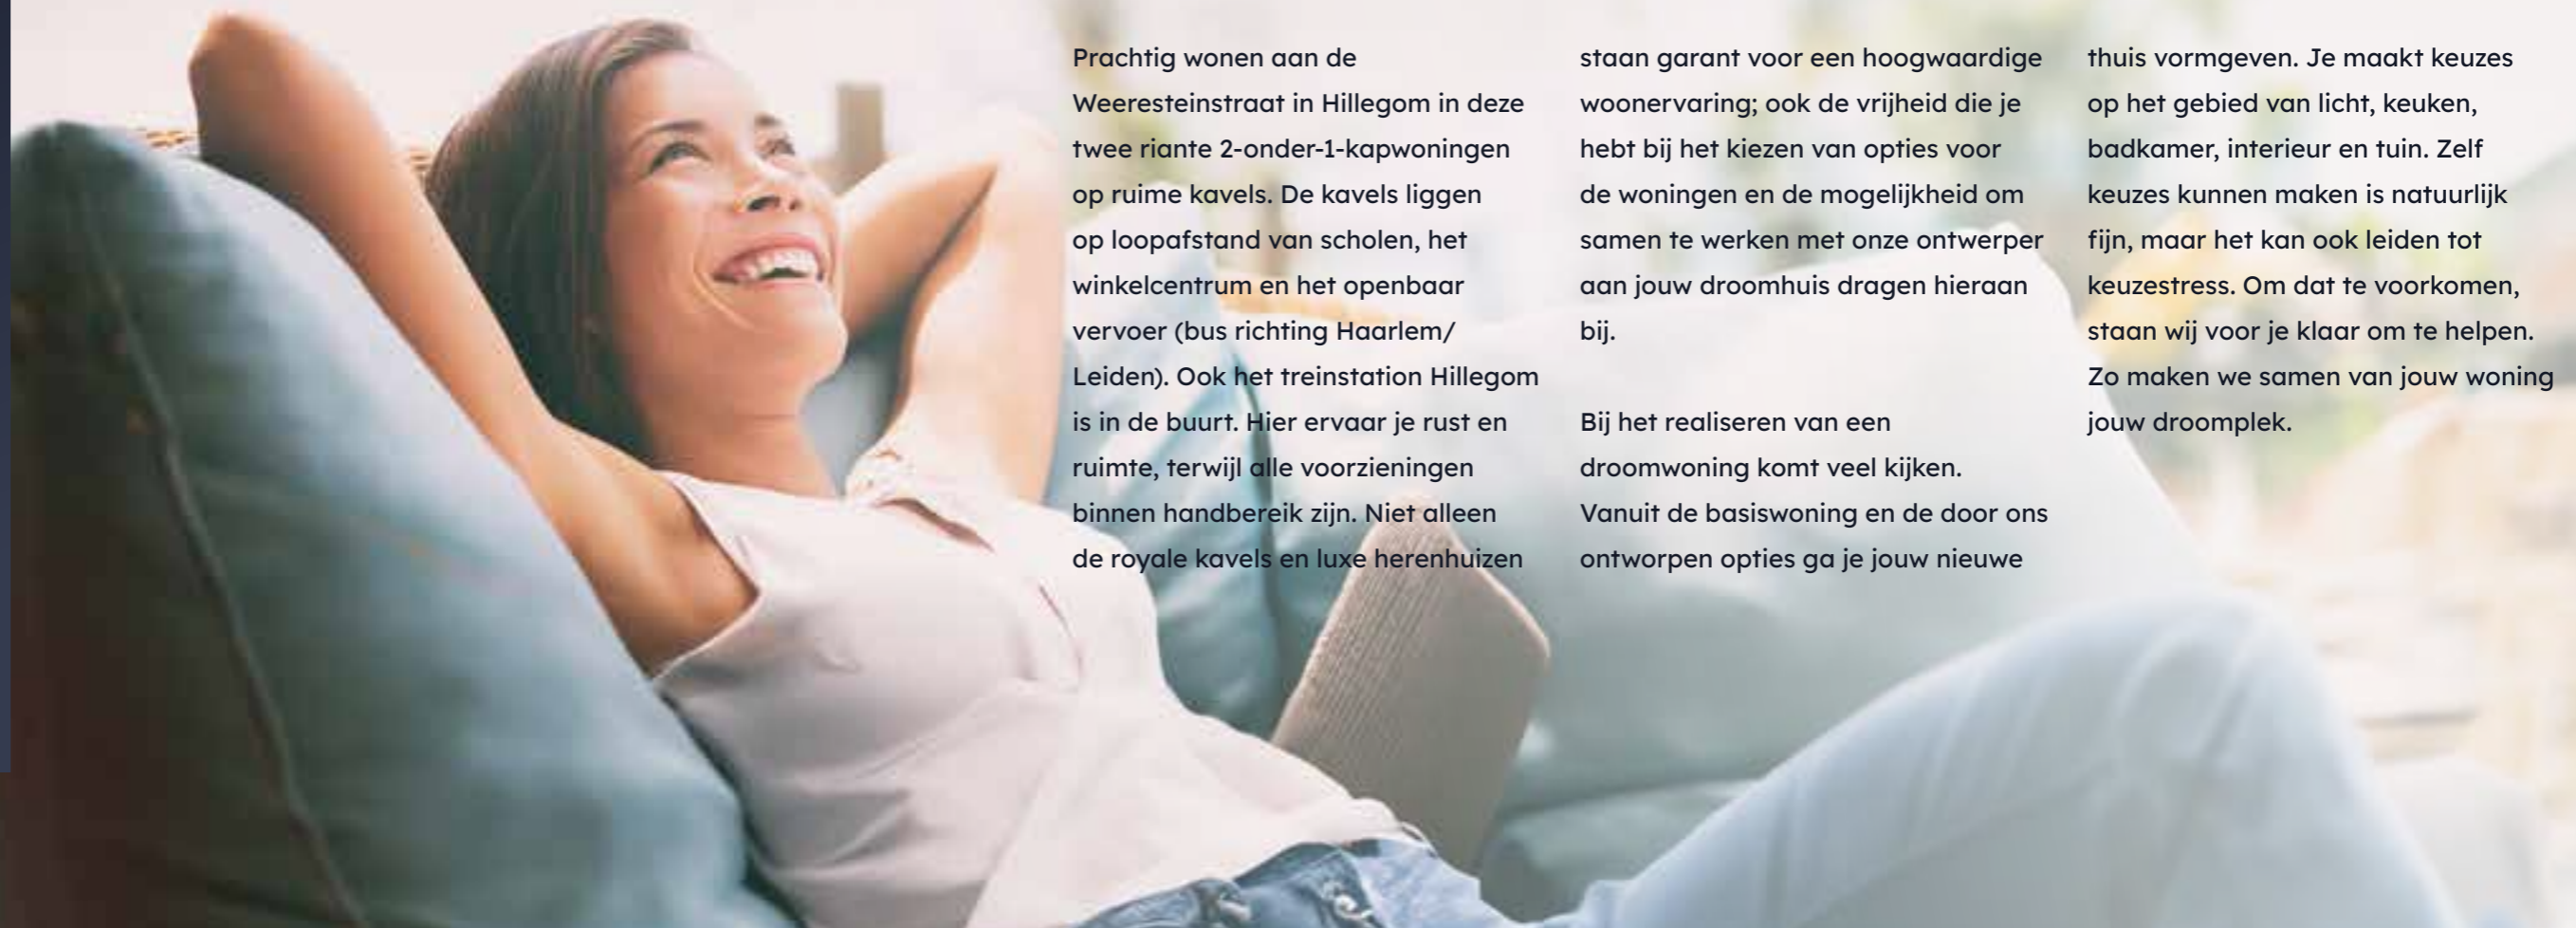 Prachtig wonen aan de
Weeresteinstraat in Hillegom in deze
twee riante 2-onder-1-kapwoningen
op ruime kavels. De kavels liggen
op loopafstand van scholen, het
winkelcentrum en het openbaar
vervoer (bus richting Haarlem/
Leiden). Ook het treinstation Hillegom
is in de buurt. Hier ervaar je rust en
ruimte, terwijl alle voorzieningen
binnen handbereik zijn. Niet alleen
de royale kavels en luxe herenhuizen
staan garant voor een hoogwaardige
woonervaring; ook de vrijheid die je
hebt bij het kiezen van opties voor
de woningen en de mogelijkheid om
samen te werken met onze ontwerper
aan jouw droomhuis dragen hieraan
bij.
Bij het realiseren van een
droomwoning komt veel kijken.
Vanuit de basiswoning en de door ons
ontworpen opties ga je jouw nieuwe
thuis vormgeven. Je maakt keuzes
op het gebied van licht, keuken,
badkamer, interieur en tuin. Zelf
keuzes kunnen maken is natuurlijk
fijn, maar het kan ook leiden tot
keuzestress. Om dat te voorkomen,
staan wij voor je klaar om te helpen.
Zo maken we samen van jouw woning
jouw droomplek.